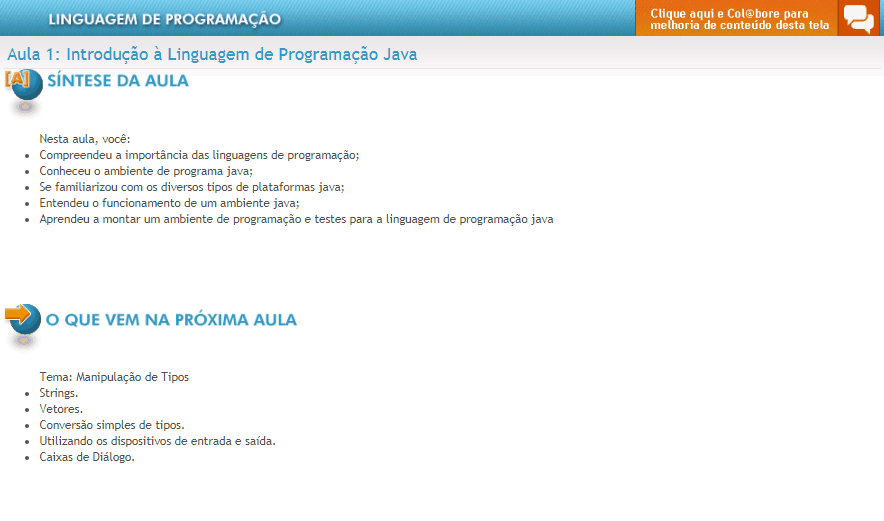 LINGUAGEM DE PROGRAMAÇÃO
Clique aqui e Col@bore para
melhoria de conteúdo desta tela
Aula 1: Introdução à Linguagem de Programação Java
[A]
SÍNTESE DA AULA
Nesta aula, você:
Compreendeu a importância das linguagens de programação;
Conheceu o ambiente de programa java;
Se familiarizou com os diversos tipos de plataformas java;
Entendeu o funcionamento de um ambiente java;
Aprendeu a montar um ambiente de programação e testes para a linguagem de programação java
O QUE VEM NA PRÓXIMA AULA
Tema: Manipulação de Tipos
Strings.
Vetores.
Conversão simples de tipos.
Utilizando os dispositivos de entrada e saída.
Caixas de Diálogo.